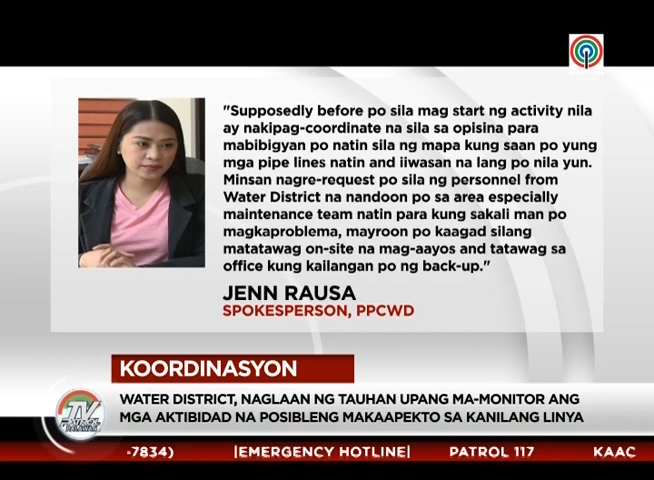 "Supposedly before po sila mag start ng activity nila
ay nakipag-coordinate na sila sa opisina para
mabibigyan po natin sila ng mapa kung saan po yung
mga pipe lines natin and iiwasan na lang po nila yun.
Minsan nagre-request po sila ng personnel from
Water District na nandoon po sa area especially
maintenance team natin para kung sakali man po
magkaproblema, mayroon po kaagad silang
matatawag on-site na mag-aayos and tatawag sa
office kung kailangan po ng back-up."
JENN RAUSA
SPOKESPERSON, PPCWD
KOORDINASYON
WATER DISTRICT, NAGLAAN NG TAUHAN UPANG MA-MONITOR ANG
MGA AKTIBIDAD NA POSIBLENG MAKAAPEKTO SA KANILANG LINYA
TV
PATROL
PALAWAN
-7834) |EMERGENCY HOTLINE| PATROL 117 KAAC